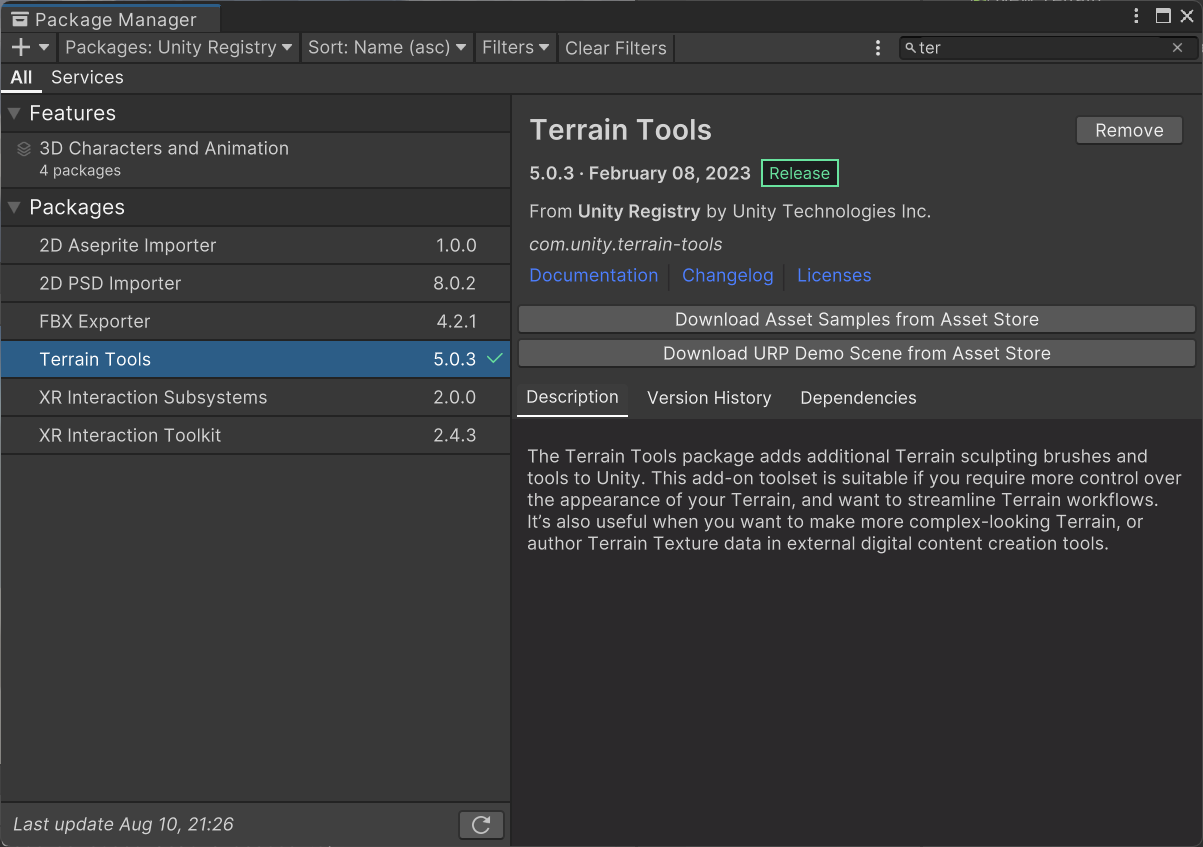 Package Manager
Packages: Unity Registry
Sort: Name (asc)
Filters
Clear Filters
ter
All
Services
Features
3D Characters and Animation
4 packages
Packages
2D Aseprite Importer 1.0.0
2D PSD Importer 8.0.2
FBX Exporter 4.2.1
Terrain Tools 5.0.3
XR Interaction Subsystems 2.0.0
XR Interaction Toolkit 2.4.3
Last update Aug 10, 21:26
Terrain Tools
Remove
5.0.3 · February 08, 2023 Release
From Unity Registry by Unity Technologies Inc.
com.unity.terrain-tools
Documentation
Changelog
Licenses
Download Asset Samples from Asset Store
Download URP Demo Scene from Asset Store
Description
Version History
Dependencies
The Terrain Tools package adds additional Terrain sculpting brushes and
tools to Unity. This add-on toolset is suitable if you require more control over
the appearance of your Terrain, and want to streamline Terrain workflows.
It’s also useful when you want to make more complex-looking Terrain, or
author Terrain Texture data in external digital content creation tools.